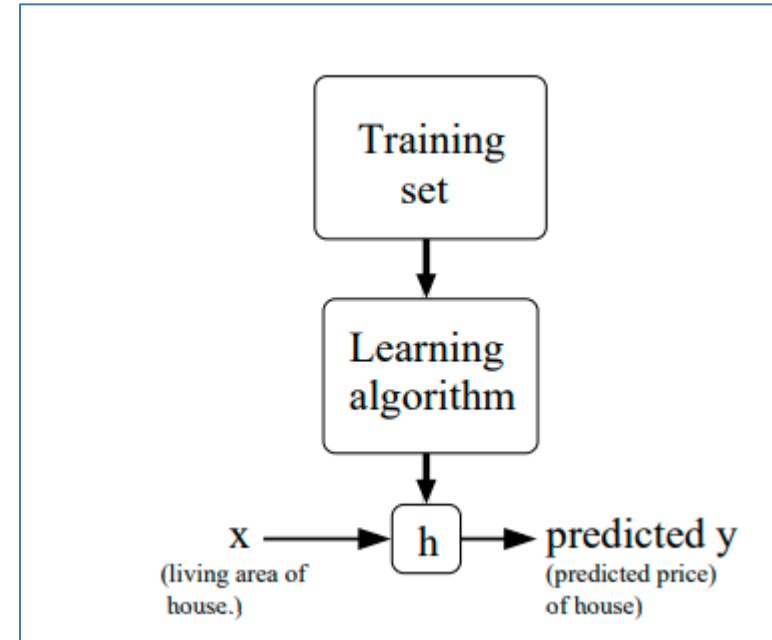 Training
set
Learning
algorithm
x
h
predicted y
(living area of
house.)
(predicted price)
of house)